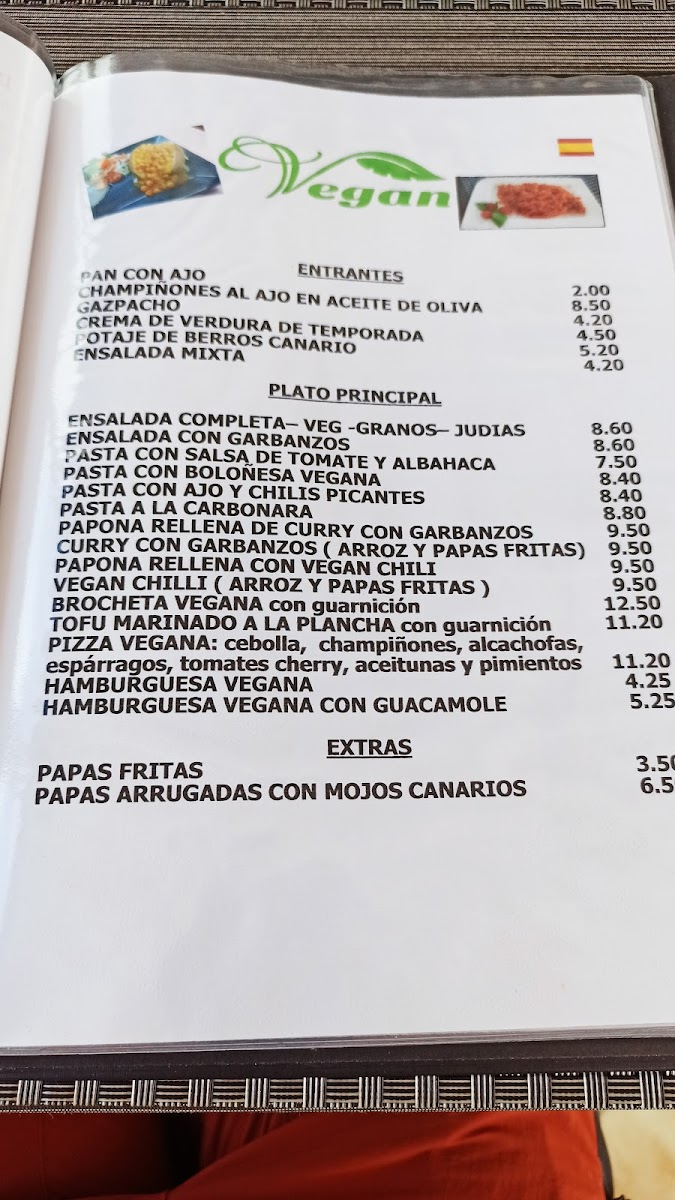 Vegan
ENTRANTES
PAN CON AJO 2.00
CHAMPIÑONES AL AJO EN ACEITE DE OLIVA 8.50
GAZPACHO 4.20
CREMA DE VERDURA DE TEMPORADA 4.50
POTAJE DE BERROS CANARIO 5.20
ENSALADA MIXTA 4.20
PLATO PRINCIPAL
ENSALADA COMPLETA– VEG -GRANOS– JUDIAS 8.60
ENSALADA CON GARBANZOS 8.60
PASTA CON SALSA DE TOMATE Y ALBAHACA 7.50
PASTA CON BOLOÑESA VEGANA 8.40
PASTA CON AJO Y CHILIS PICANTES 8.40
PASTA A LA CARBONARA 8.80
PAPONA RELLENA DE CURRY CON GARBANZOS 9.50
CURRY CON GARBANZOS ( ARROZ Y PAPAS FRITAS) 9.50
PAPONA RELLENA CON VEGAN CHILI 9.50
VEGAN CHILLI ( ARROZ Y PAPAS FRITAS ) 9.50
BROCHETA VEGANA con guarnición 12.50
TOFU MARINADO A LA PLANCHA con guarnición 11.20
PIZZA VEGANA: cebolla, champiñones, alcachofas,
espárragos, tomates cherry, aceitunas y pimientos 11.20
HAMBURGUESA VEGANA 4.25
HAMBURGUESA VEGANA CON GUACAMOLE 5.25
EXTRAS
PAPAS FRITAS 3.50
PAPAS ARRUGADAS CON MOJOS CANARIOS 6.5